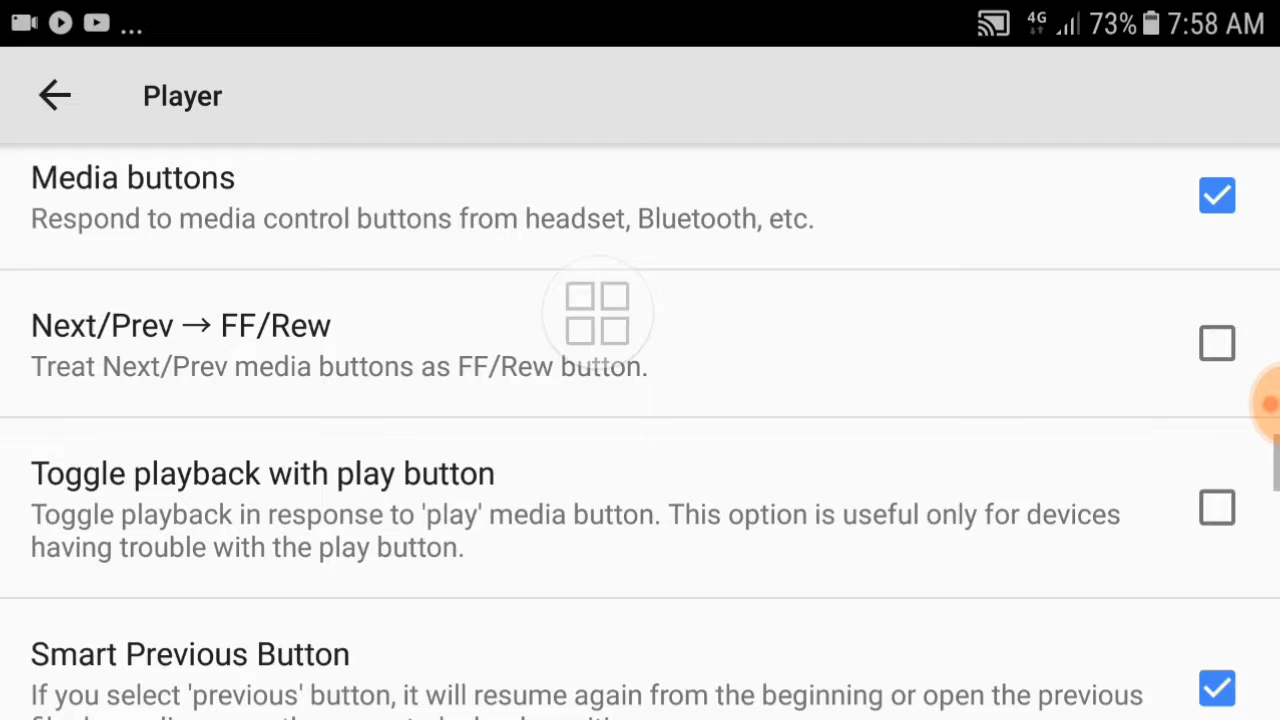 ... 4G 73% 7:58 AM
Player
Media buttons
Respond to media control buttons from headset, Bluetooth, etc.
Next/Prev → FF/Rew
Treat Next/Prev media buttons as FF/Rew button.
Toggle playback with play button
Toggle playback in response to 'play' media button. This option is useful only for devices
having trouble with the play button.
Smart Previous Button
If you select 'previous' button, it will resume again from the beginning or open the previous